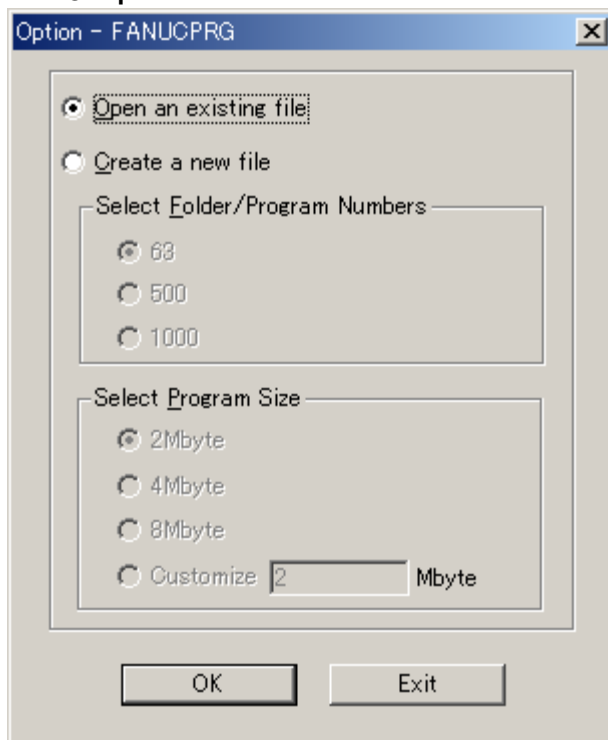 Option - FANUCPRG
Open an existing file
Create a new file
Select Folder/Program Numbers
63
500
1000
Select Program Size
2Mbyte
4Mbyte
8Mbyte
Customize 2 Mbyte
OK Exit